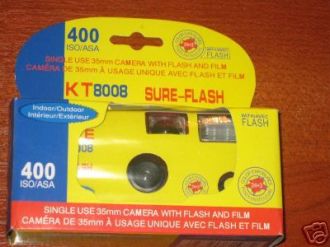 400
ISO/ASA
SINGLE USE 35mm CAMERA WITH FLASH AND FILM
CAMÉRA DE 35mm À USAGE UNIQUE AVEC FLASH ET FILM
KT8008 SURE-FLASH
Indoor/Outdoor
Intérieur/Extérieur
FLASH
E
08
400
ISO/ASA
SINGLE USE 35mm CAMERA WITH FLASH AND FILM
CAMÉRA DE 35mm À USAGE UNIQUE AVEC FLASH ET FILM